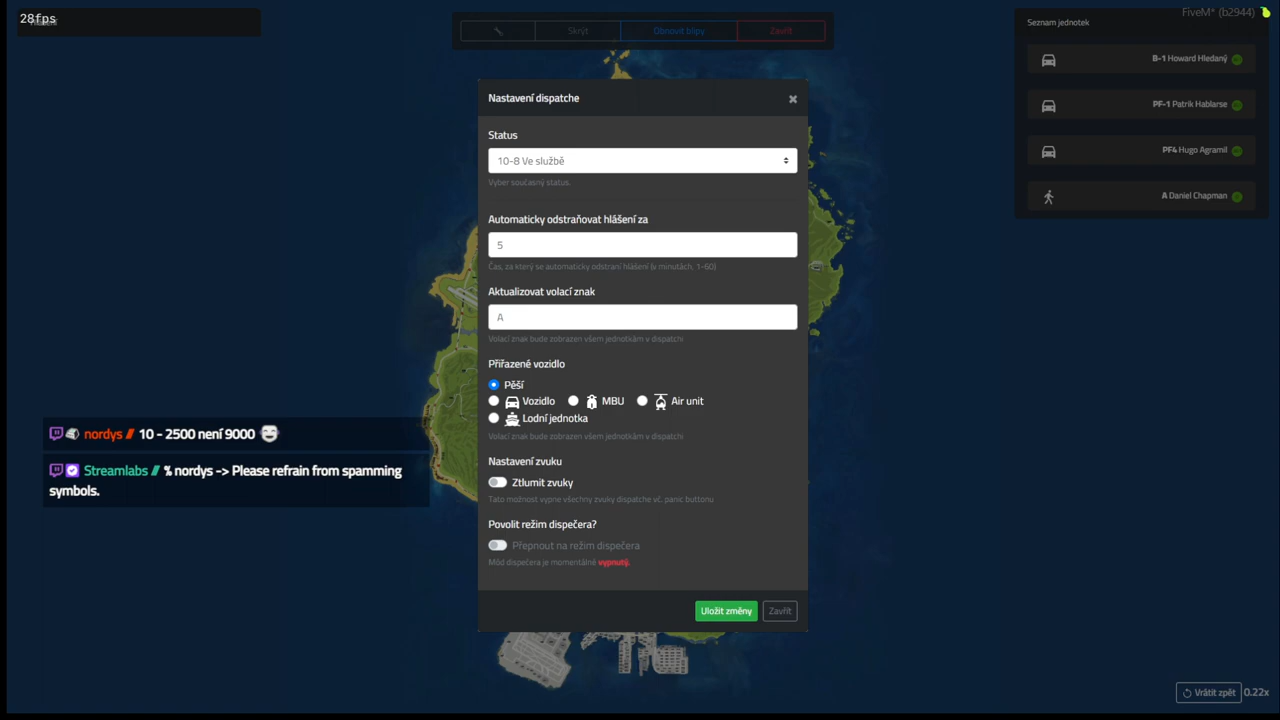 28fps
FiveM* (b2944)
Skrýt
Obnovit blipy
Zavřít
Seznam jednotek
B-1 Howard Hledaný
PF-1 Patrik Hablarse
PF4 Hugo Agramil
A Daniel Chapman
Nastavení dispatche
Status
10-8 Ve službě
Vyber současný status.
Automaticky odstraňovat hlášení za
5
Čas, za který se automaticky odstraní hlášení (v minutách, 1-60)
Aktualizovat volací znak
A
Volací znak bude zobrazen všem jednotkám v dispatchi
Přiřazené vozidlo
Pěší
Vozidlo MBU Air unit
Lodní jednotka
Volací znak bude zobrazen všem jednotkám v dispatchi
Nastavení zvuku
Ztlumit zvuky
Tato možnost vypne všechny zvuky dispatche vč. panic buttonu
Povolit režim dispečera?
Přepnout na režim dispečera
Mód dispečera je momentálně vypnutý.
Uložit změny
Zavřít
nordys // 10 - 2500 není 9000
Streamlabs // % nordys -> Please refrain from spamming
symbols.
Vrátit zpět 0.22x